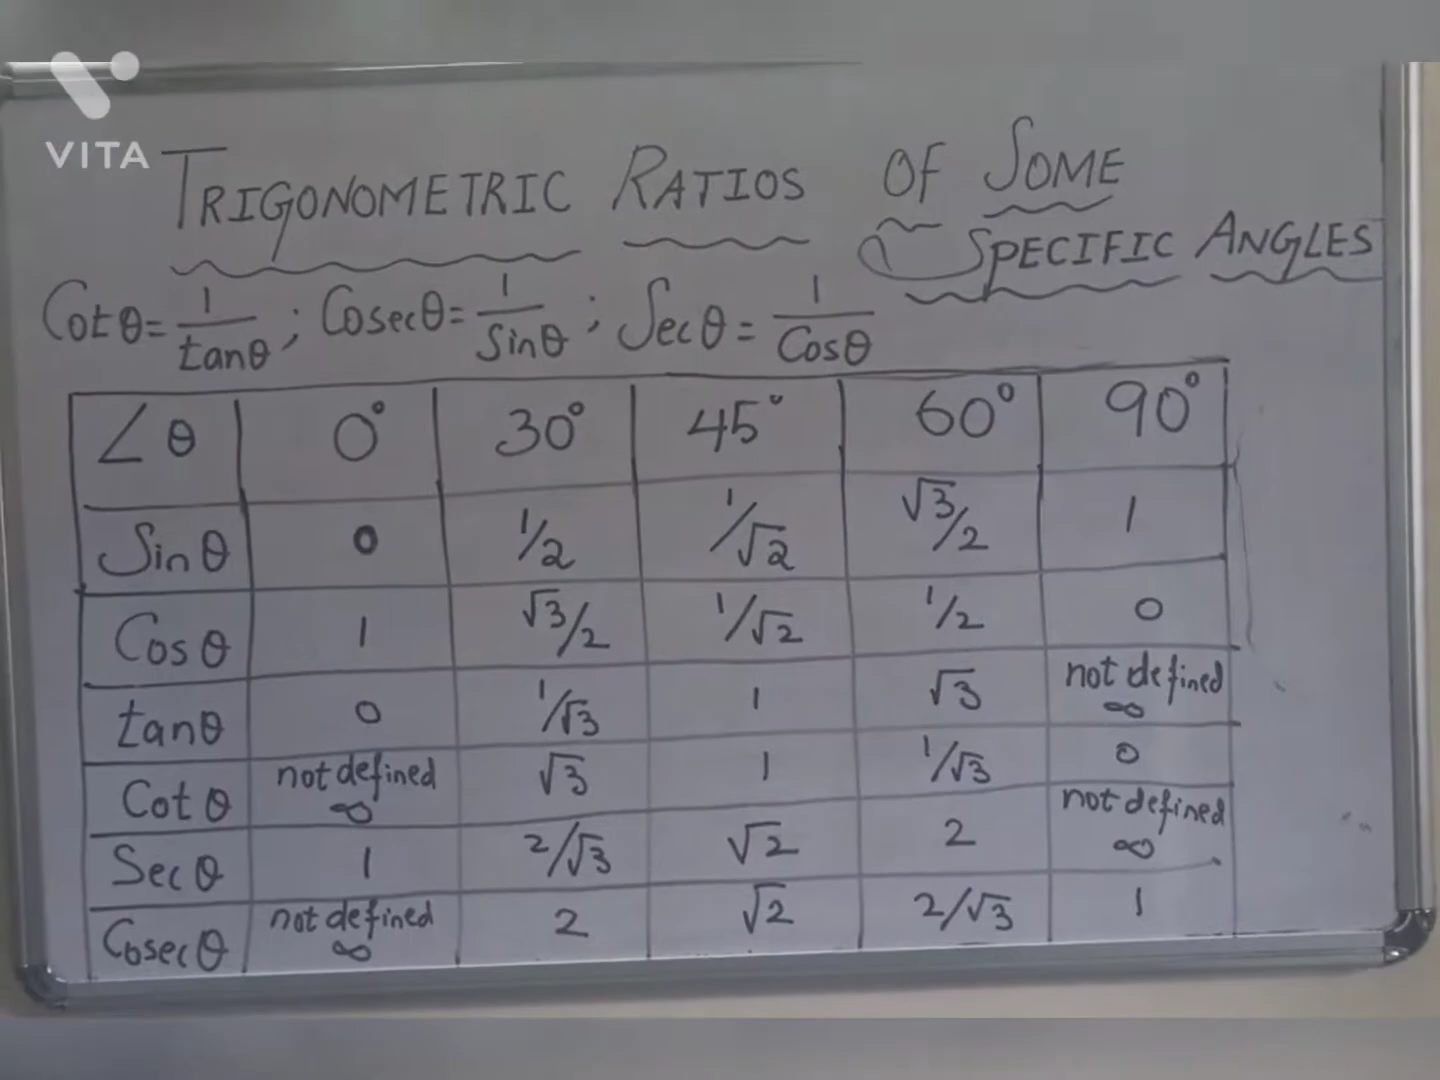 VITA
TRIGONOMETRIC RATIOS OF SOME
SPECIFIC ANGLES
Cotθ = 1/tanθ ; Cosecθ = 1/Sinθ ; Secθ = 1/Cosθ
∠θ 0° 30° 45° 60° 90°
Sinθ 0 1/2 1/√2 √3/2 1
Cosθ 1 √3/2 1/√2 1/2 0
tanθ 0 1/√3 1 √3 not defined ∞
Cotθ not defined ∞ √3 1 1/√3 0
Secθ 1 2/√3 √2 2 not defined ∞
Cosecθ not defined ∞ 2 √2 2/√3 1